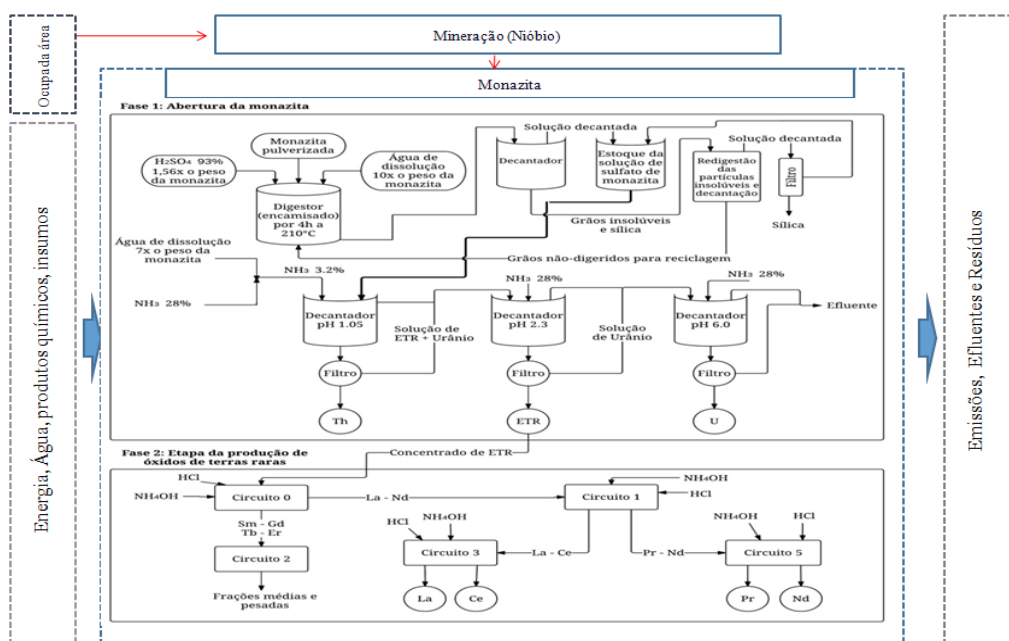 Ocupada área
Mineração (Nióbio)
Monazita
Energia, Água, produtos químicos, insumos
Emissões, Efluentes e Resíduos
Fase 1: Abertura da monazita
H₂SO₄ 93%
1,56x o peso
da monazita
Monazita
pulverizada
Água de
dissolução
10x o peso da
monazita
Digestor
(encamisado)
por 4h a
210°C
Solução decantada
Decantador
Estoque da
solução de
sulfato de
monazita
Solução decantada
Redigestão
das
partículas
insolúveis e
decantação
Filtro
Sílica
Grãos insolúveis
e sílica
Grãos não-digeridos para reciclagem
Água de dissolução
7x o peso da
monazita
NH₃ 3.2%
NH₃ 28%
NH₃ 28%
NH₃ 28%
Decantador
pH 1.05
Solução de
ETR + Urânio
Decantador
pH 2.3
Solução
de Urânio
Decantador
pH 6.0
Efluente
Filtro
Filtro
Filtro
Th
ETR
U
Fase 2: Etapa da produção de
óxidos de terras raras
Concentrado de ETR
HCl
NH₄OH
Circuito 0
La - Nd
Circuito 1
NH₄OH
HCl
Sm - Gd
Tb - Er
Circuito 2
Frações médias e
pesadas
HCl
NH₄OH
Circuito 3
La - Ce
Pr - Nd
NH₄OH
HCl
Circuito 5
La
Ce
Pr
Nd